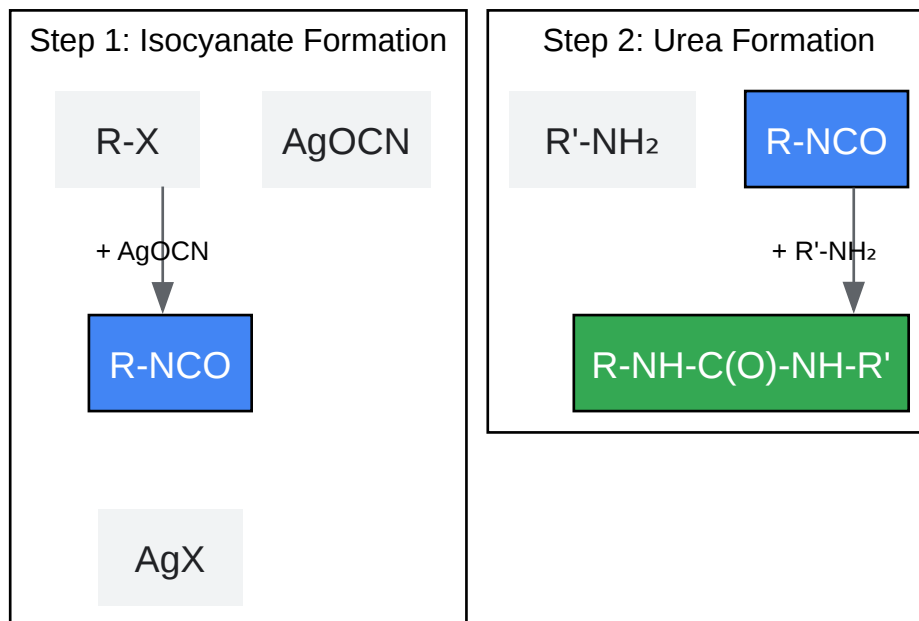 Step 1: Isocyanate Formation
R-X
AgOCN
+ AgOCN
R-NCO
AgX
Step 2: Urea Formation
R'-NH₂
R-NCO
+ R'-NH₂
R-NH-C(O)-NH-R'